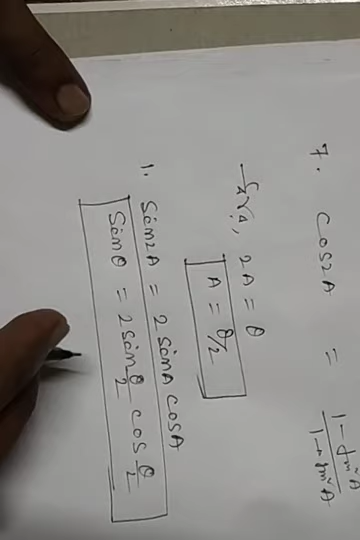 7. cos2A = (1 - tan²A)/(1 + tan²A)
2A = θ
A = θ/2
1. sin2A = 2 sinA cosA
sinθ = 2 sin θ/2 cos θ/2